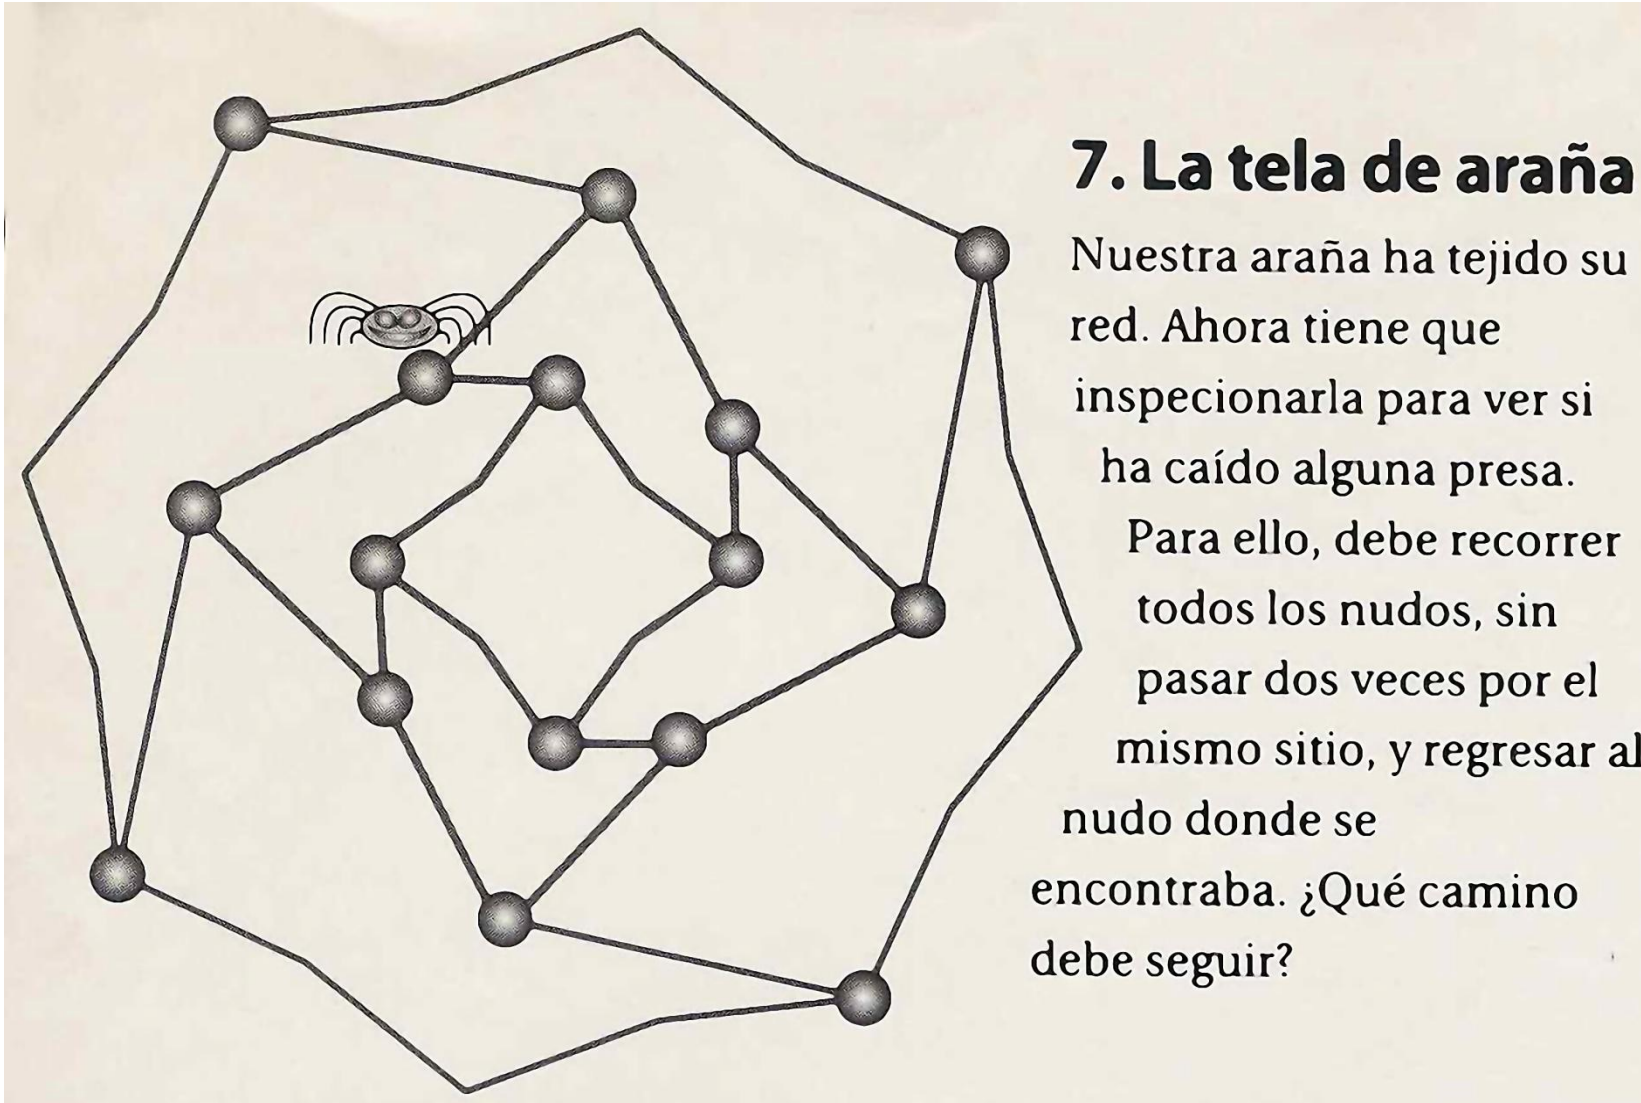 7. La tela de araña
Nuestra araña ha tejido su
red. Ahora tiene que
inspecionarla para ver si
ha caído alguna presa.
Para ello, debe recorrer
todos los nudos, sin
pasar dos veces por el
mismo sitio, y regresar al
nudo donde se
encontraba. ¿Qué camino
debe seguir?